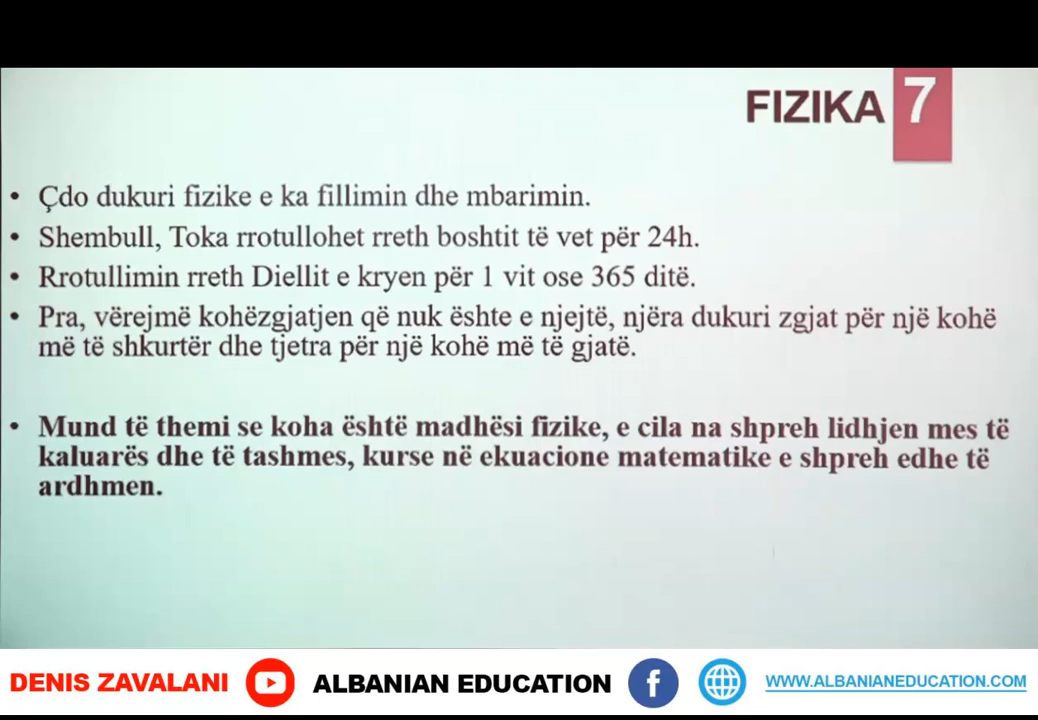 FIZIKA 7
• Çdo dukuri fizike e ka fillimin dhe mbarimin.
• Shembull, Toka rrotullohet rreth boshtit të vet për 24h.
• Rrotullimin rreth Diellit e kryen për 1 vit ose 365 ditë.
• Pra, vërejmë kohëzgjatjen që nuk ështe e njejtë, njëra dukuri zgjat për një kohë
më të shkurtër dhe tjetra për një kohë më të gjatë.
• Mund të themi se koha është madhësi fizike, e cila na shpreh lidhjen mes të
kaluarës dhe të tashmes, kurse në ekuacione matematike e shpreh edhe të
ardhmen.
DENIS ZAVALANI ALBANIAN EDUCATION f WWW.ALBANIANEDUCATION.COM